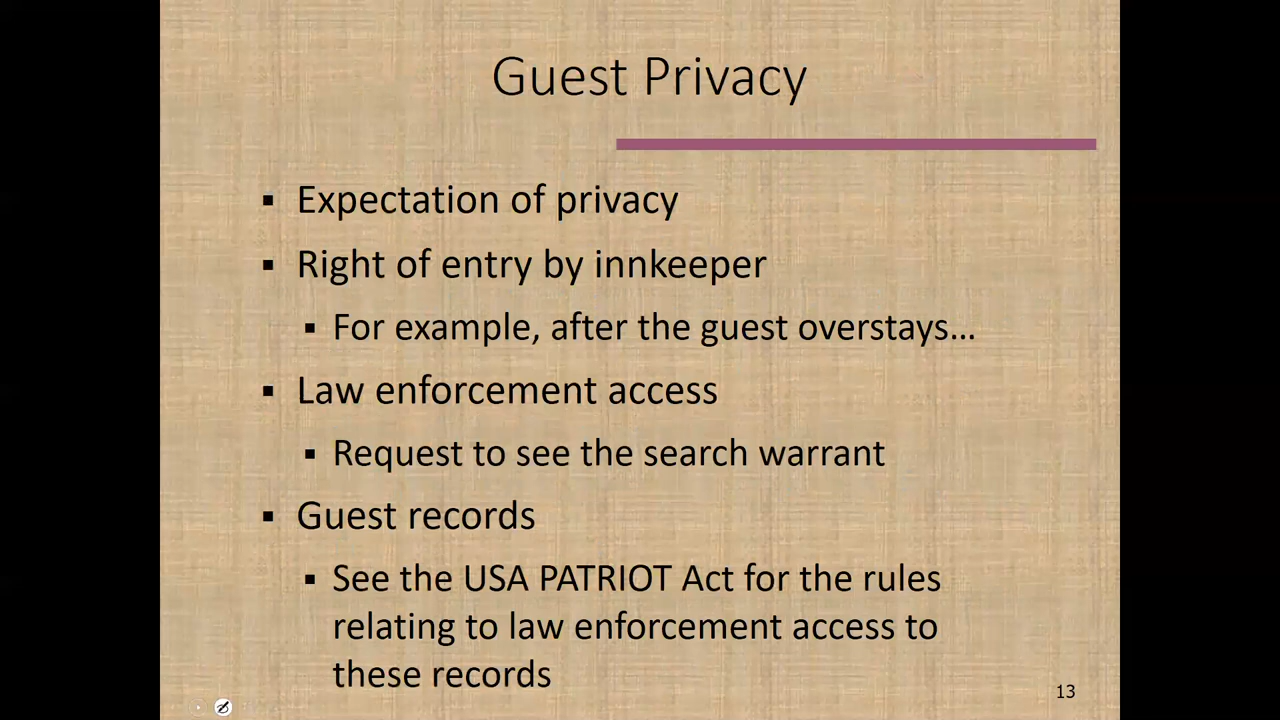 Guest Privacy
▪ Expectation of privacy
▪ Right of entry by innkeeper
▪ For example, after the guest overstays…
▪ Law enforcement access
▪ Request to see the search warrant
▪ Guest records
▪ See the USA PATRIOT Act for the rules
relating to law enforcement access to
these records
13